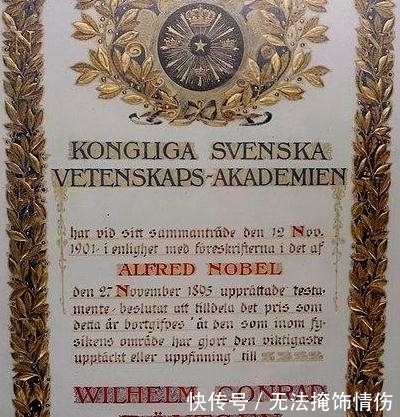 KONGLIGA SVENSKA
VETENSKAPS-AKADEMIEN
har vid sitt sammanträde den 12 Nov.
1901 i enlighet med föreskrifterna i det af
ALFRED NOBEL
den 27 November 1895 upprättade testa-
mente beslutat att tilldela det pris som
detta år bortgifves "åt den som inom fy-
sikens område har gjort den viktigaste
upptäckt eller uppfinning" till
WILHELM CONRAD
快传号/无法掩饰情伤